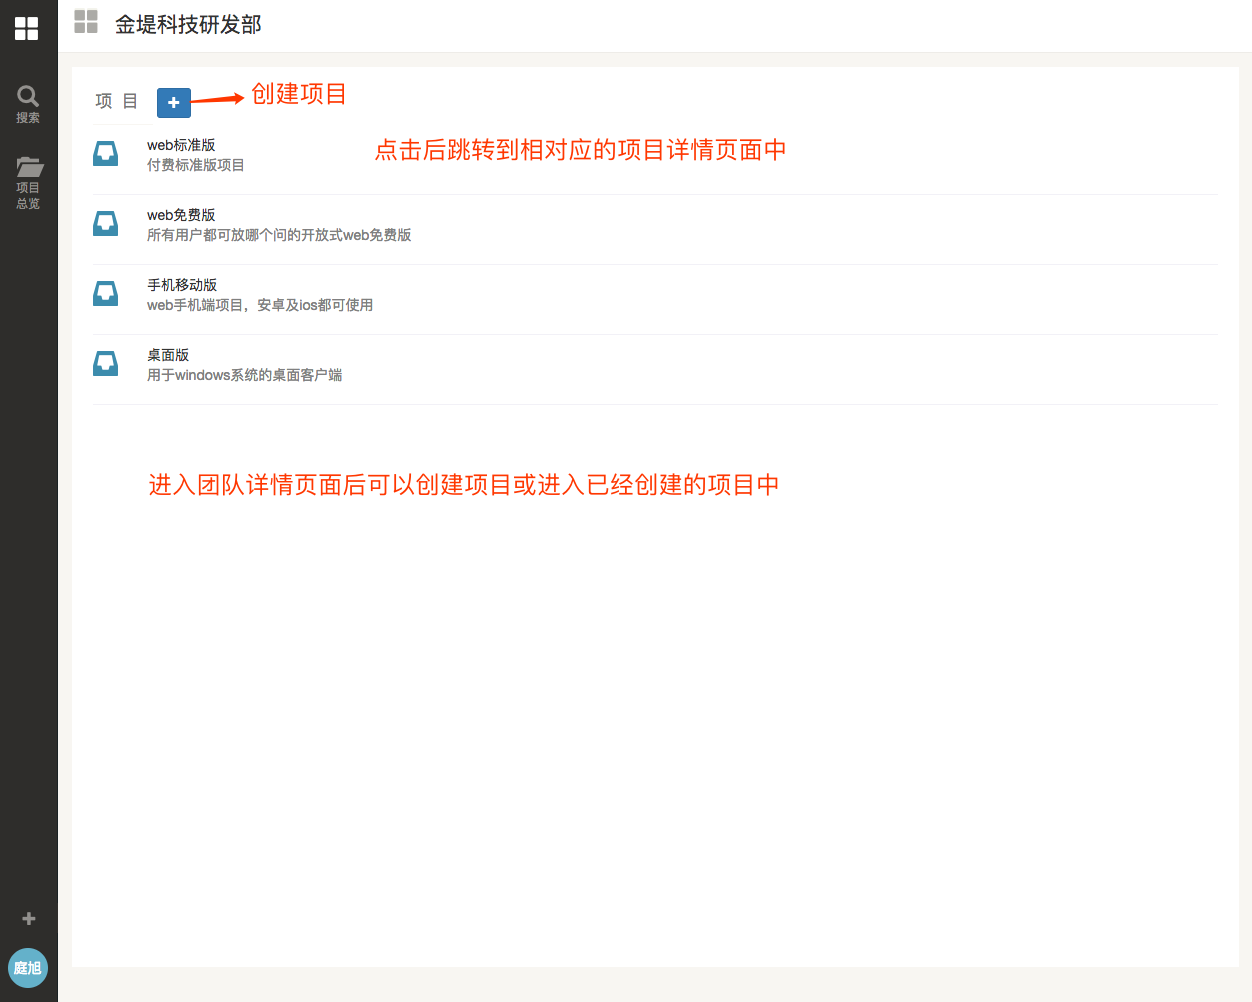 金堤科技研发部
搜索
项目
总览
项 目
创建项目
web标准版
付费标准版项目
点击后跳转到相对应的项目详情页面中
web免费版
所有用户都可放哪个问的开放式web免费版
手机移动版
web手机端项目，安卓及ios都可使用
桌面版
用于windows系统的桌面客户端
进入团队详情页面后可以创建项目或进入已经创建的项目中
庭旭